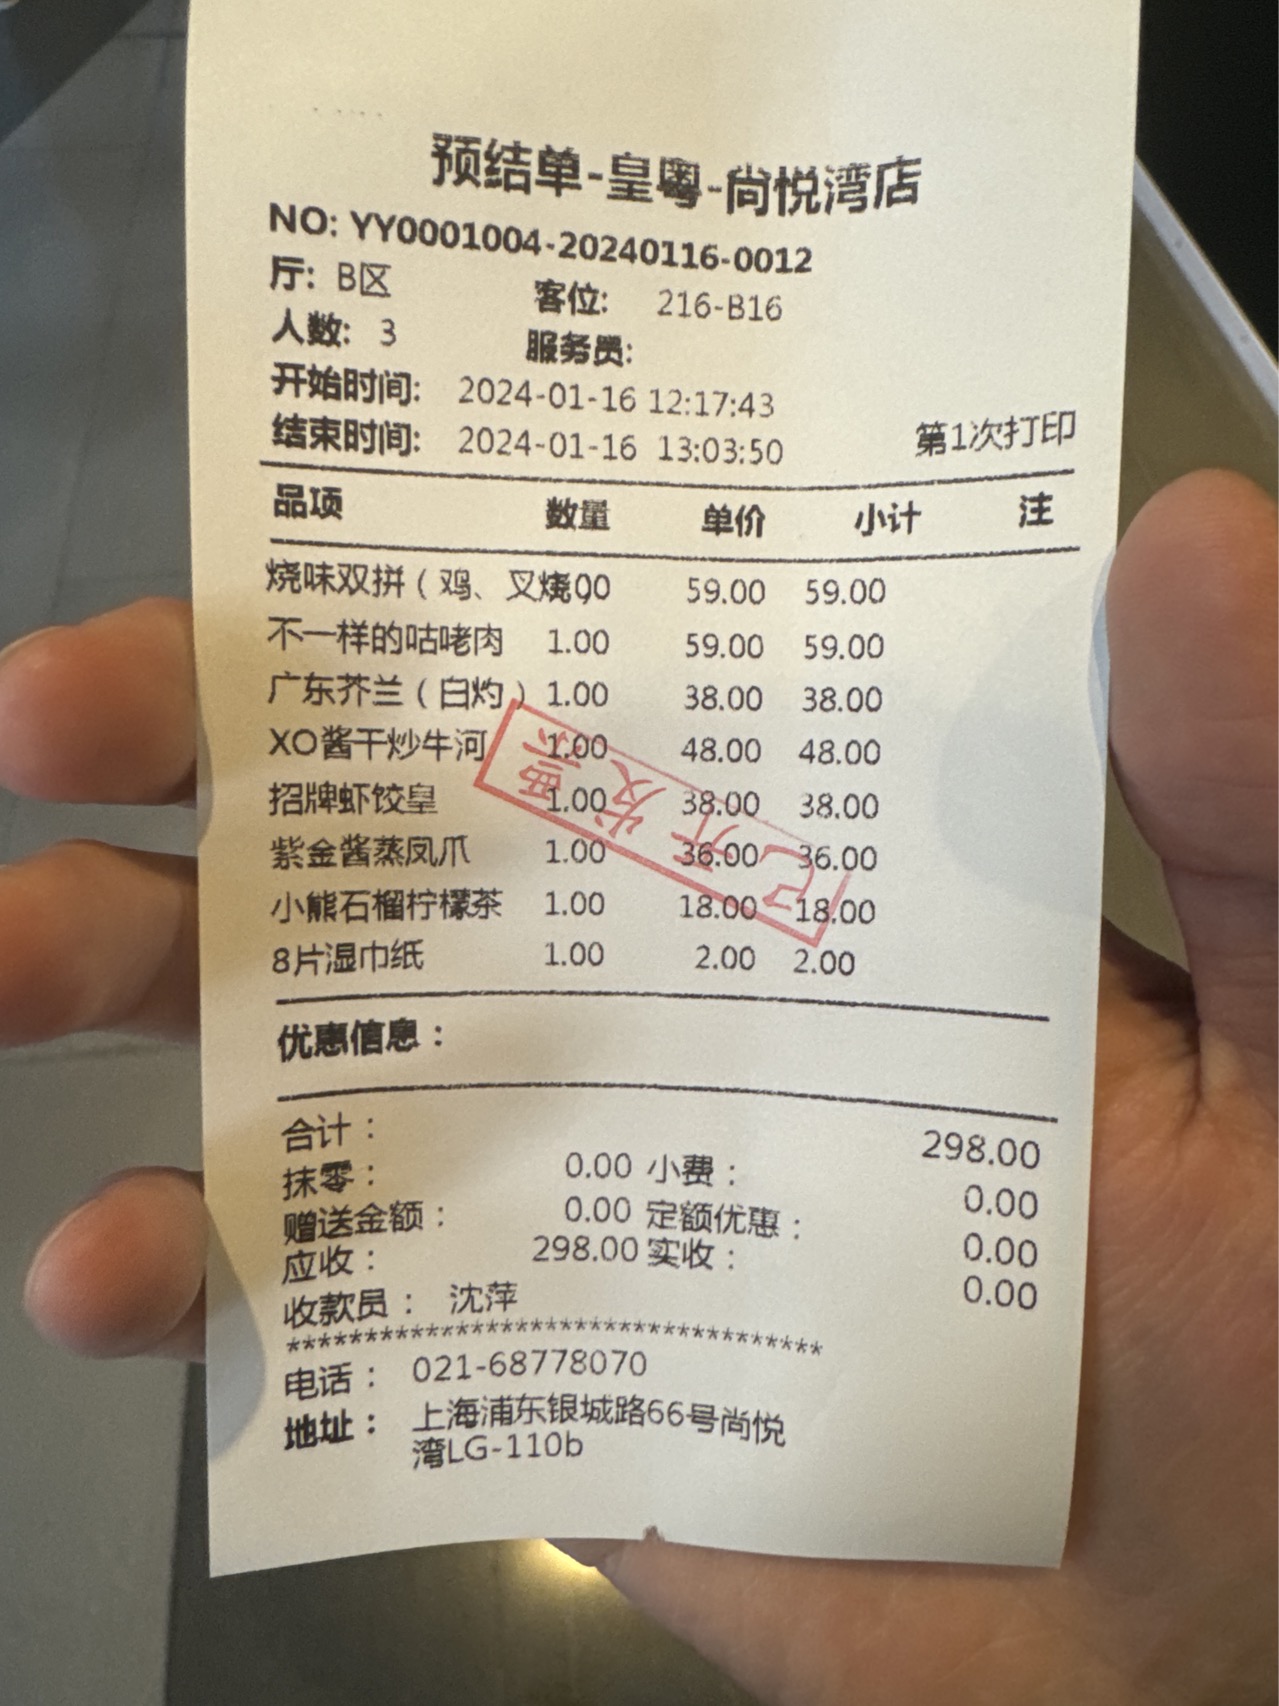 预结单-皇粤-尚悦湾店
NO: YY0001004-20240116-0012
厅: B区 客位: 216-B16
人数: 3 服务员:
开始时间: 2024-01-16 12:17:43
结束时间: 2024-01-16 13:03:50 第1次打印
品项 数量 单价 小计 注
烧味双拼(鸡、叉烧00 59.00 59.00
不一样的咕咾肉 1.00 59.00 59.00
广东芥兰(白灼) 1.00 38.00 38.00
XO酱干炒牛河 1.00 48.00 48.00
招牌虾饺皇 1.00 38.00 38.00
紫金酱蒸凤爪 1.00 36.00 36.00
小熊石榴柠檬茶 1.00 18.00 18.00
8片湿巾纸 1.00 2.00 2.00
已开发票
优惠信息:
合计: 298.00
抹零: 0.00 小费: 0.00
赠送金额: 0.00 定额优惠: 0.00
应收: 298.00 实收: 0.00
收款员: 沈萍
***********************************
电话: 021-68778070
地址: 上海浦东银城路66号尚悦
湾LG-110b